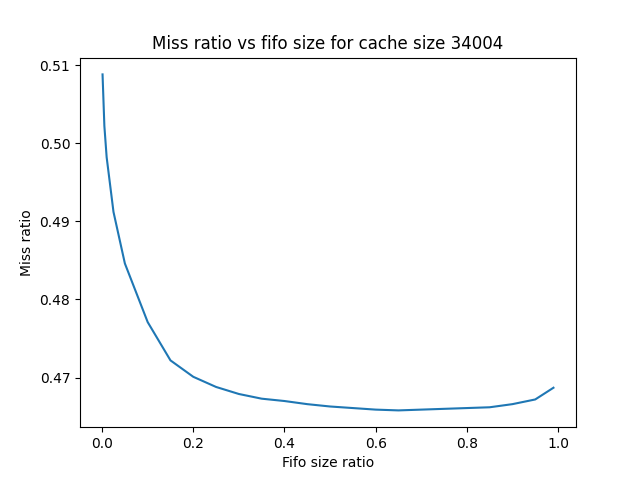 Miss ratio vs fifo size for cache size 34004
0.51
0.50
0.49
0.48
0.47
Miss ratio
0.0 0.2 0.4 0.6 0.8 1.0
Fifo size ratio